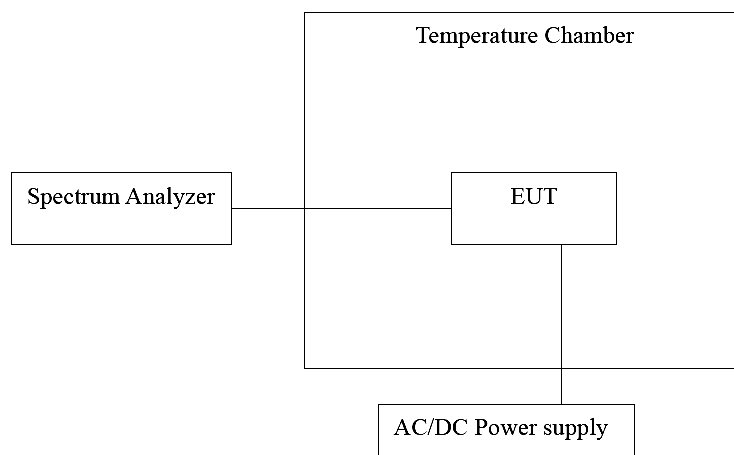 Temperature Chamber
Spectrum Analyzer
EUT
AC/DC Power supply